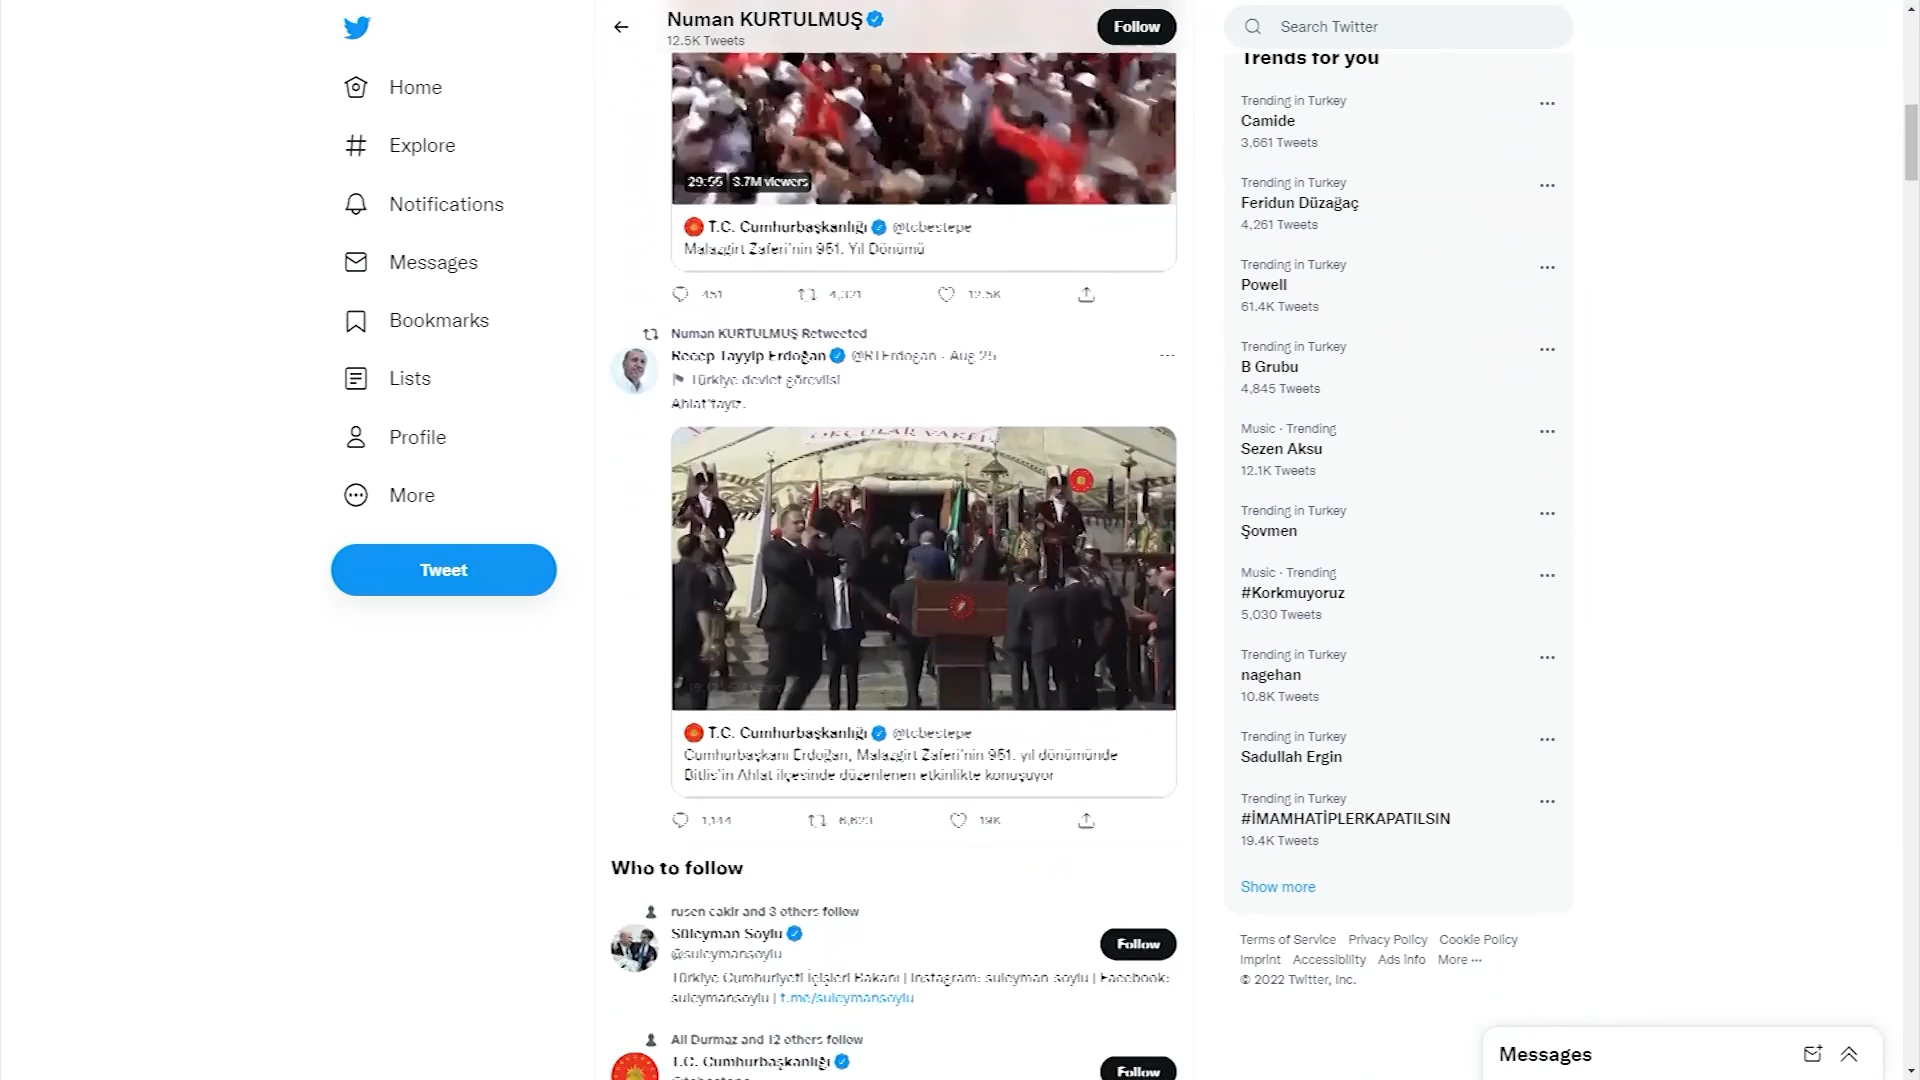 Home
Explore
Notifications
Messages
Bookmarks
Lists
Profile
More
Tweet
Numan KURTULMUŞ
12.5K Tweets
Follow
29:55 3.7M viewers
T.C. Cumhurbaşkanlığı @tcbestepe
Malazgirt Zaferi'nin 951. Yıl Dönümü
451 4,321 12.5K
Numan KURTULMUŞ Retweeted
Recep Tayyip Erdoğan @RTErdogan · Aug 25
Türkiye devlet görevlisi
Ahlat'tayız.
OKÇULAR VAKFI
T.C. Cumhurbaşkanlığı @tcbestepe
Cumhurbaşkanı Erdoğan, Malazgirt Zaferi'nin 951. yıl dönümünde
Bitlis'in Ahlat ilçesinde düzenlenen etkinlikte konuşuyor
1,144 6,623 19K
Who to follow
rusen cakir and 3 others follow
Süleyman Soylu
@suleymansoylu
Follow
Türkiye Cumhuriyeti İçişleri Bakanı | Instagram: suleyman soylu | Facebook:
suleymansoylu | t.me/suleymansoylu
Ali Durmaz and 12 others follow
T.C. Cumhurbaşkanlığı
Follow
Search Twitter
Trends for you
Trending in Turkey
Camide
3,661 Tweets
Trending in Turkey
Feridun Düzağaç
4,261 Tweets
Trending in Turkey
Powell
61.4K Tweets
Trending in Turkey
B Grubu
4,845 Tweets
Music · Trending
Sezen Aksu
12.1K Tweets
Trending in Turkey
Şovmen
Music · Trending
#Korkmuyoruz
5,030 Tweets
Trending in Turkey
nagehan
10.8K Tweets
Trending in Turkey
Sadullah Ergin
Trending in Turkey
#İMAMHATİPLERKAPATILSIN
19.4K Tweets
Show more
Terms of Service Privacy Policy Cookie Policy
Imprint Accessibility Ads info More ···
© 2022 Twitter, Inc.
Messages